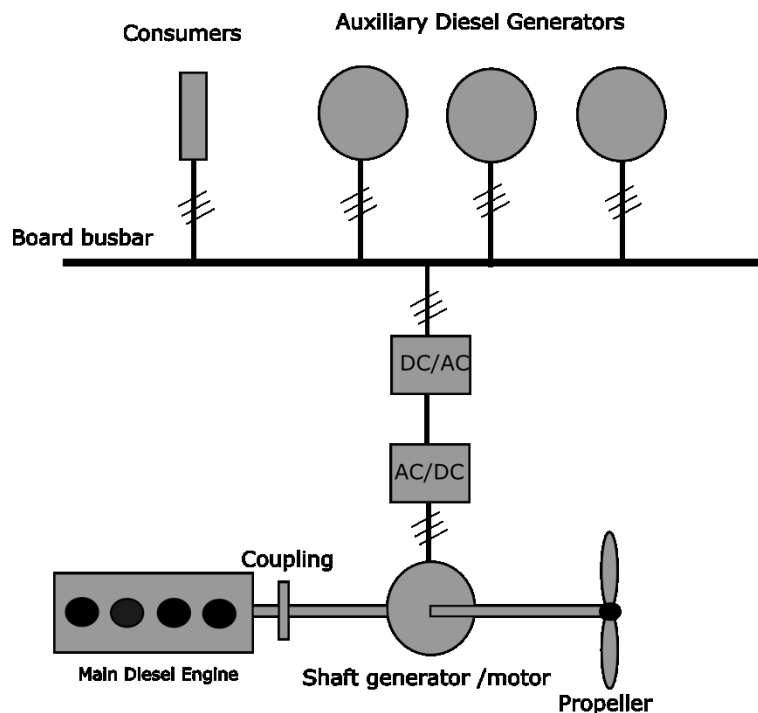 Consumers
Auxiliary Diesel Generators
Board busbar
DC/AC
AC/DC
Coupling
Main Diesel Engine
Shaft generator /motor
Propeller